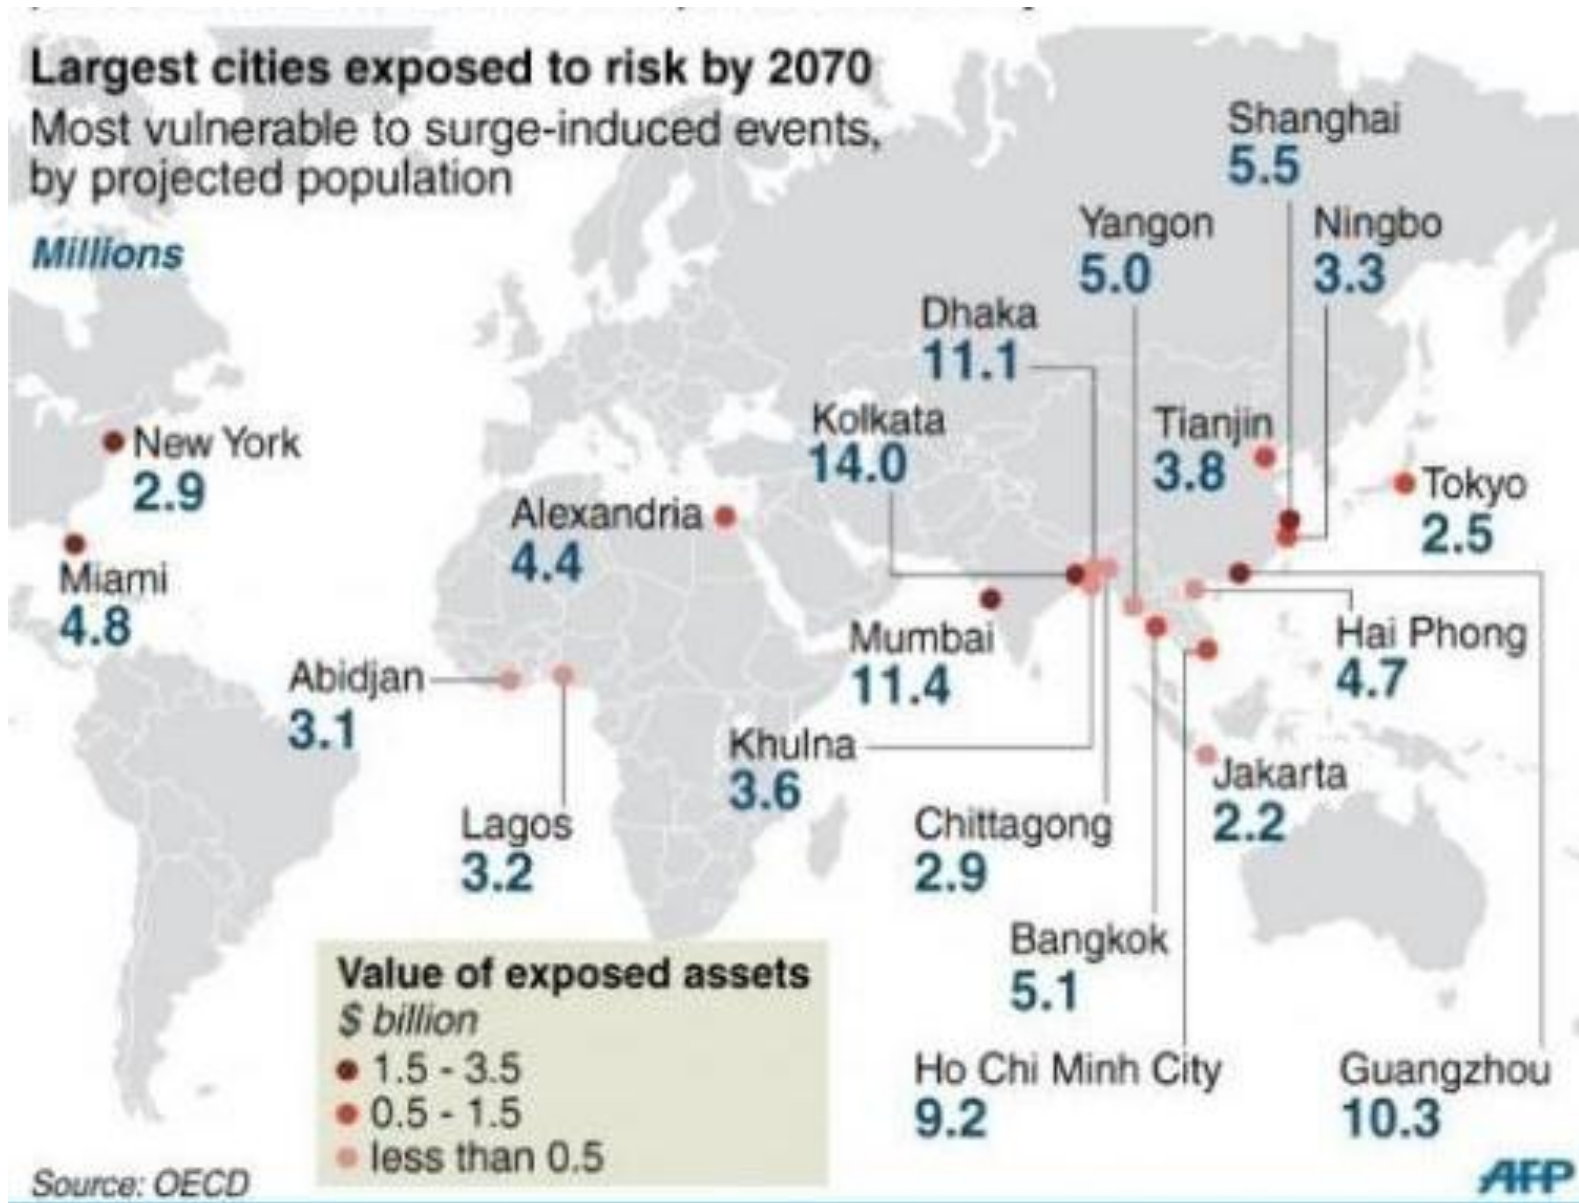 Largest cities exposed to risk by 2070
Most vulnerable to surge-induced events,
by projected population
Millions
Shanghai
5.5
Yangon
5.0
Ningbo
3.3
Dhaka
11.1
Kolkata
14.0
Tianjin
3.8
New York
2.9
Tokyo
2.5
Alexandria
4.4
Miami
4.8
Mumbai
11.4
Hai Phong
4.7
Abidjan
3.1
Khulna
3.6
Jakarta
2.2
Lagos
3.2
Chittagong
2.9
Bangkok
5.1
Ho Chi Minh City
9.2
Guangzhou
10.3
Value of exposed assets
$ billion
1.5 - 3.5
0.5 - 1.5
less than 0.5
Source: OECD
AFP